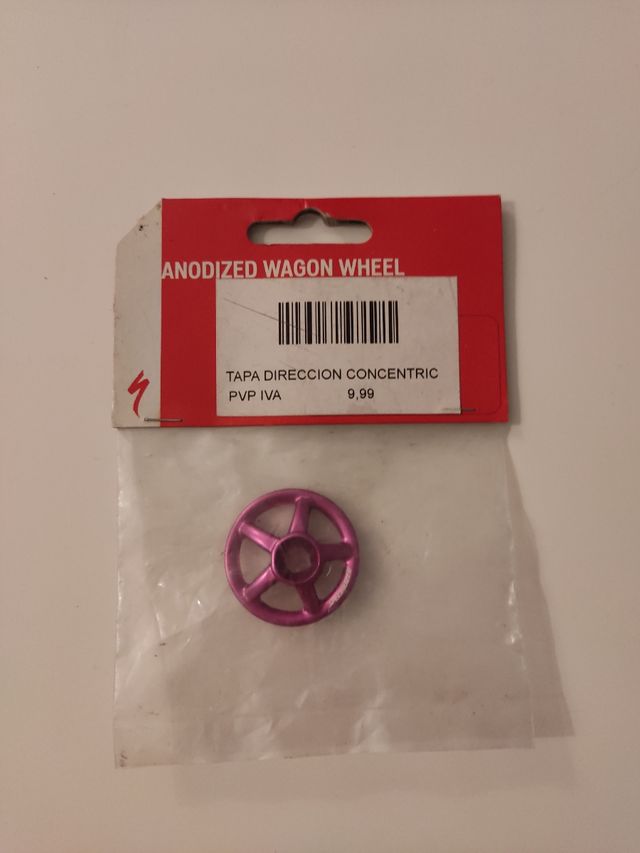 ANODIZED WAGON WHEEL
TAPA DIRECCION CONCENTRIC
PVP IVA 9,99